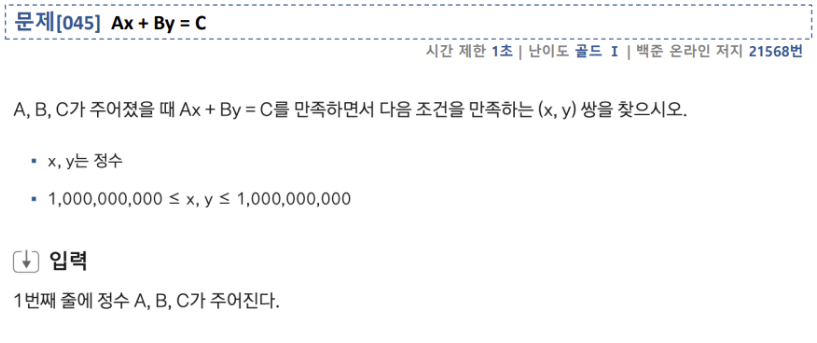 문제[045] Ax + By = C
시간 제한 1초 | 난이도 골드 I | 백준 온라인 저지 21568번
A, B, C가 주어졌을 때 Ax + By = C를 만족하면서 다음 조건을 만족하는 (x, y) 쌍을 찾으시오.
▪ x, y는 정수
▪ 1,000,000,000 ≤ x, y ≤ 1,000,000,000
입력
1번째 줄에 정수 A, B, C가 주어진다.